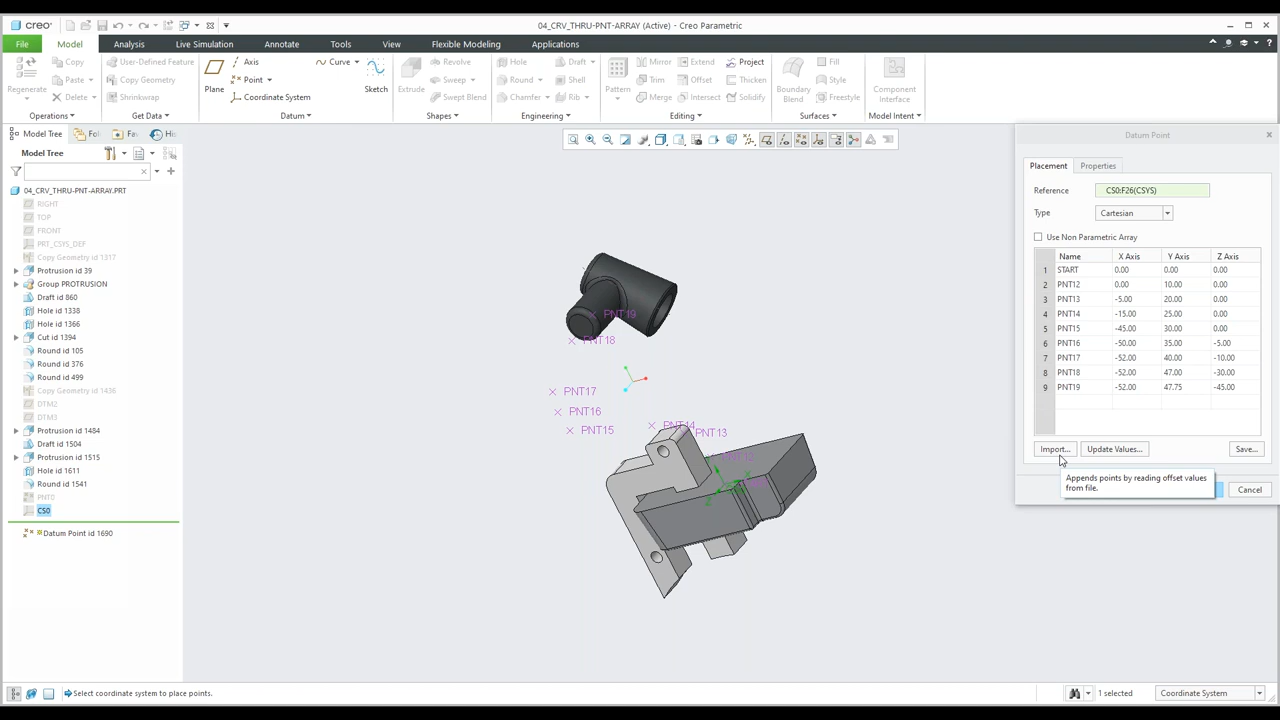 creo 04_CRV_THRU-PNT-ARRAY (Active) - Creo Parametric
File Model Analysis Live Simulation Annotate Tools View Flexible Modeling Applications
Regenerate Copy Paste Delete User-Defined Feature Copy Geometry Shrinkwrap
Plane Axis Point Coordinate System Curve Sketch
Extrude Revolve Sweep Swept Blend
Hole Round Chamfer Draft Shell Rib
Pattern Mirror Trim Merge Extend Offset Intersect Project Thicken Solidify
Boundary Blend Fill Style Freestyle
Component Interface
Operations Get Data Datum Shapes Engineering Editing Surfaces Model Intent
Model Tree Fol Fav His
Model Tree
04_CRV_THRU-PNT-ARRAY.PRT
RIGHT
TOP
FRONT
PRT_CSYS_DEF
Copy Geometry id 1317
Protrusion id 39
Group PROTRUSION
Draft id 860
Hole id 1338
Hole id 1366
Cut id 1394
Round id 105
Round id 376
Round id 499
Copy Geometry id 1436
DTM2
DTM3
Protrusion id 1484
Draft id 1504
Protrusion id 1515
Hole id 1611
Round id 1541
PNT0
CS0
Datum Point id 1690
PNT19
PNT18
PNT17
PNT16
PNT15
PNT14
PNT13
PNT12
Z
Datum Point
Placement Properties
Reference CS0:F26(CSYS)
Type Cartesian
Use Non Parametric Array
Name X Axis Y Axis Z Axis
1 START 0.00 0.00 0.00
2 PNT12 0.00 10.00 0.00
3 PNT13 -5.00 20.00 0.00
4 PNT14 -15.00 25.00 0.00
5 PNT15 -45.00 30.00 0.00
6 PNT16 -50.00 35.00 -5.00
7 PNT17 -52.00 40.00 -10.00
8 PNT18 -52.00 47.00 -30.00
9 PNT19 -52.00 47.75 -45.00
Import... Update Values... Save...
Appends points by reading offset values
from file.
Cancel
Select coordinate system to place points.
1 selected Coordinate System